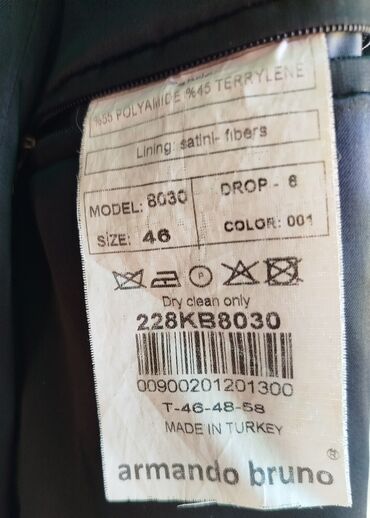 %55 POLYAMIDE %45 TERRYLENE
Lining: satini- fibers
MODEL: 8030
DROP - 6
SIZE: 46
COLOR: 001
P
Dry clean only
228KB8030
00900201201300
T-46-48-58
MADE IN TURKEY
armando bruno ®